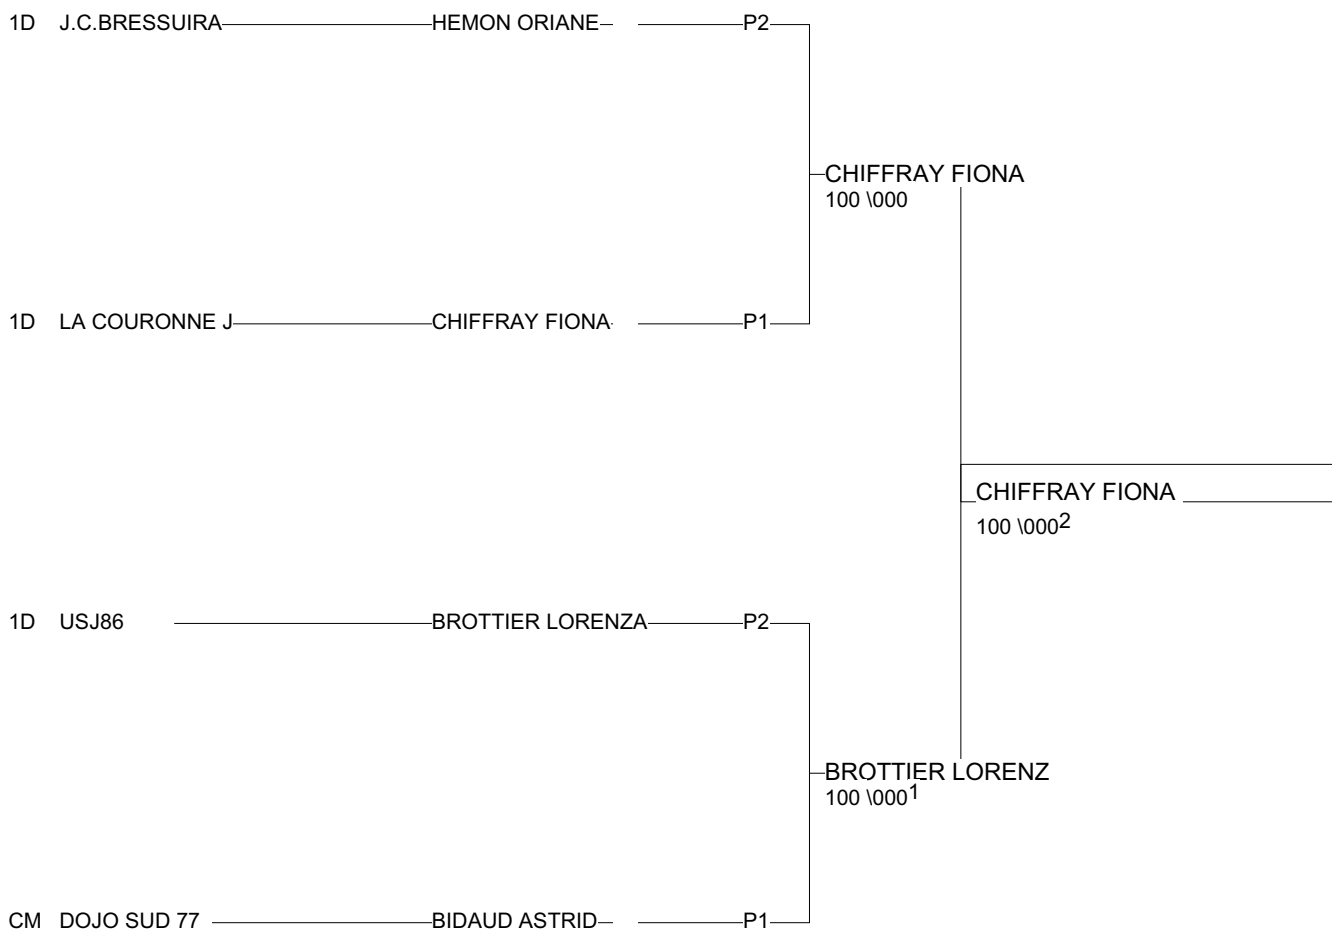 1D J.C.BRESSUIRA HEMON ORIANE P2
CHIFFRAY FIONA
100 \000
1D LA COURONNE J CHIFFRAY FIONA P1
CHIFFRAY FIONA
100 \0002
1D USJ86 BROTTIER LORENZA P2
BROTTIER LORENZ
100 \0001
CM DOJO SUD 77 BIDAUD ASTRID P1